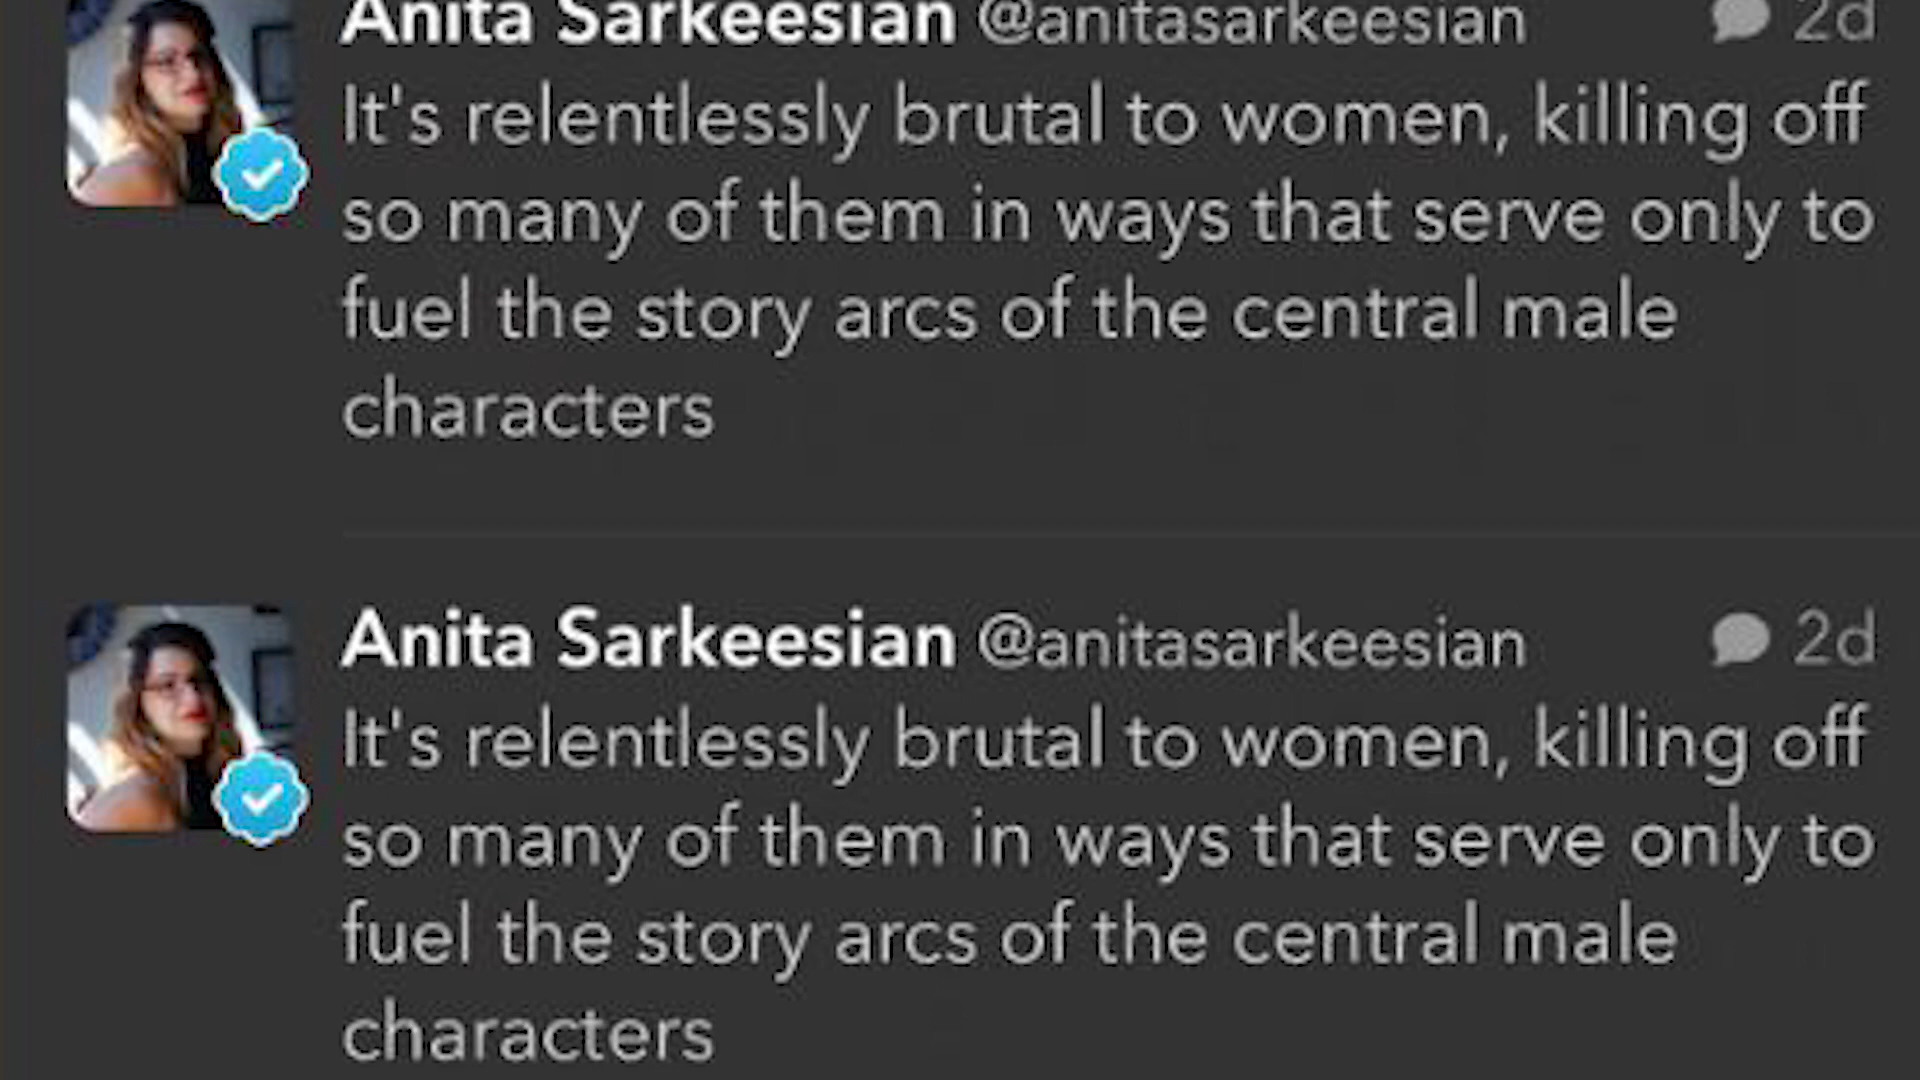 Anita Sarkeesian @anitasarkeesian 2d
It's relentlessly brutal to women, killing off
so many of them in ways that serve only to
fuel the story arcs of the central male
characters
Anita Sarkeesian @anitasarkeesian 2d
It's relentlessly brutal to women, killing off
so many of them in ways that serve only to
fuel the story arcs of the central male
characters